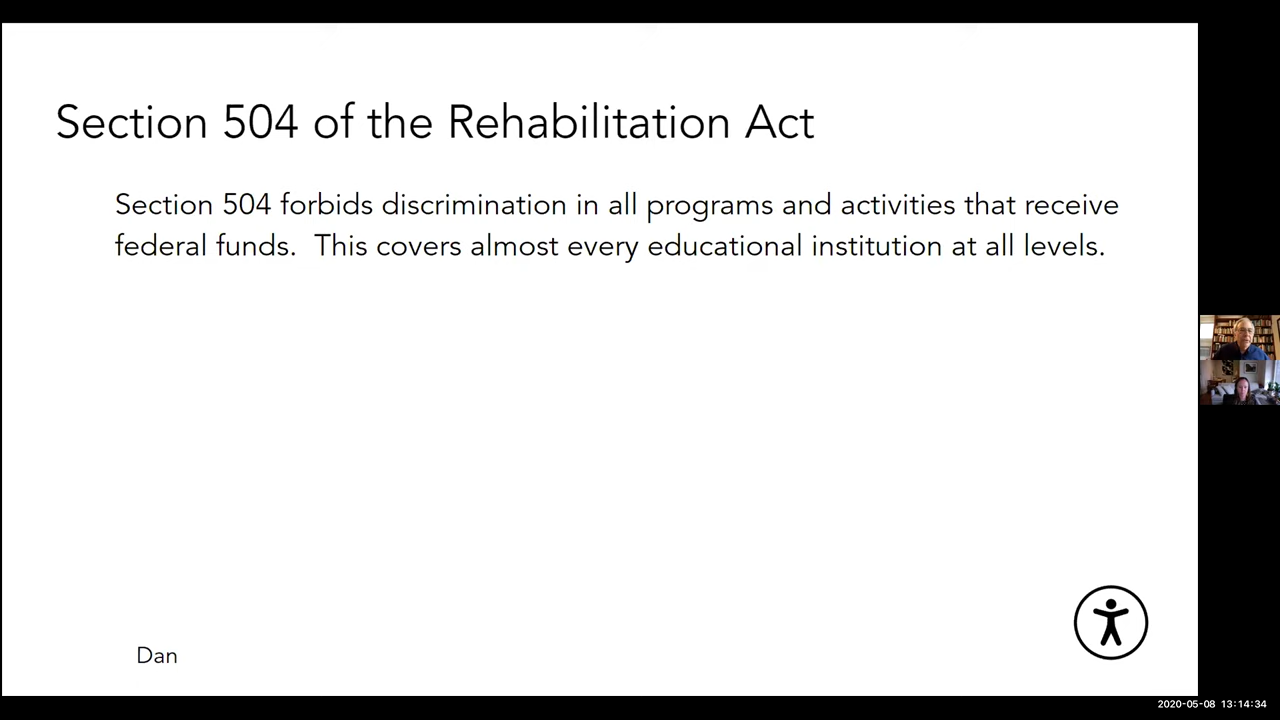 Section 504 of the Rehabilitation Act
Section 504 forbids discrimination in all programs and activities that receive
federal funds.  This covers almost every educational institution at all levels.
Dan
2020-05-08 13:14:34